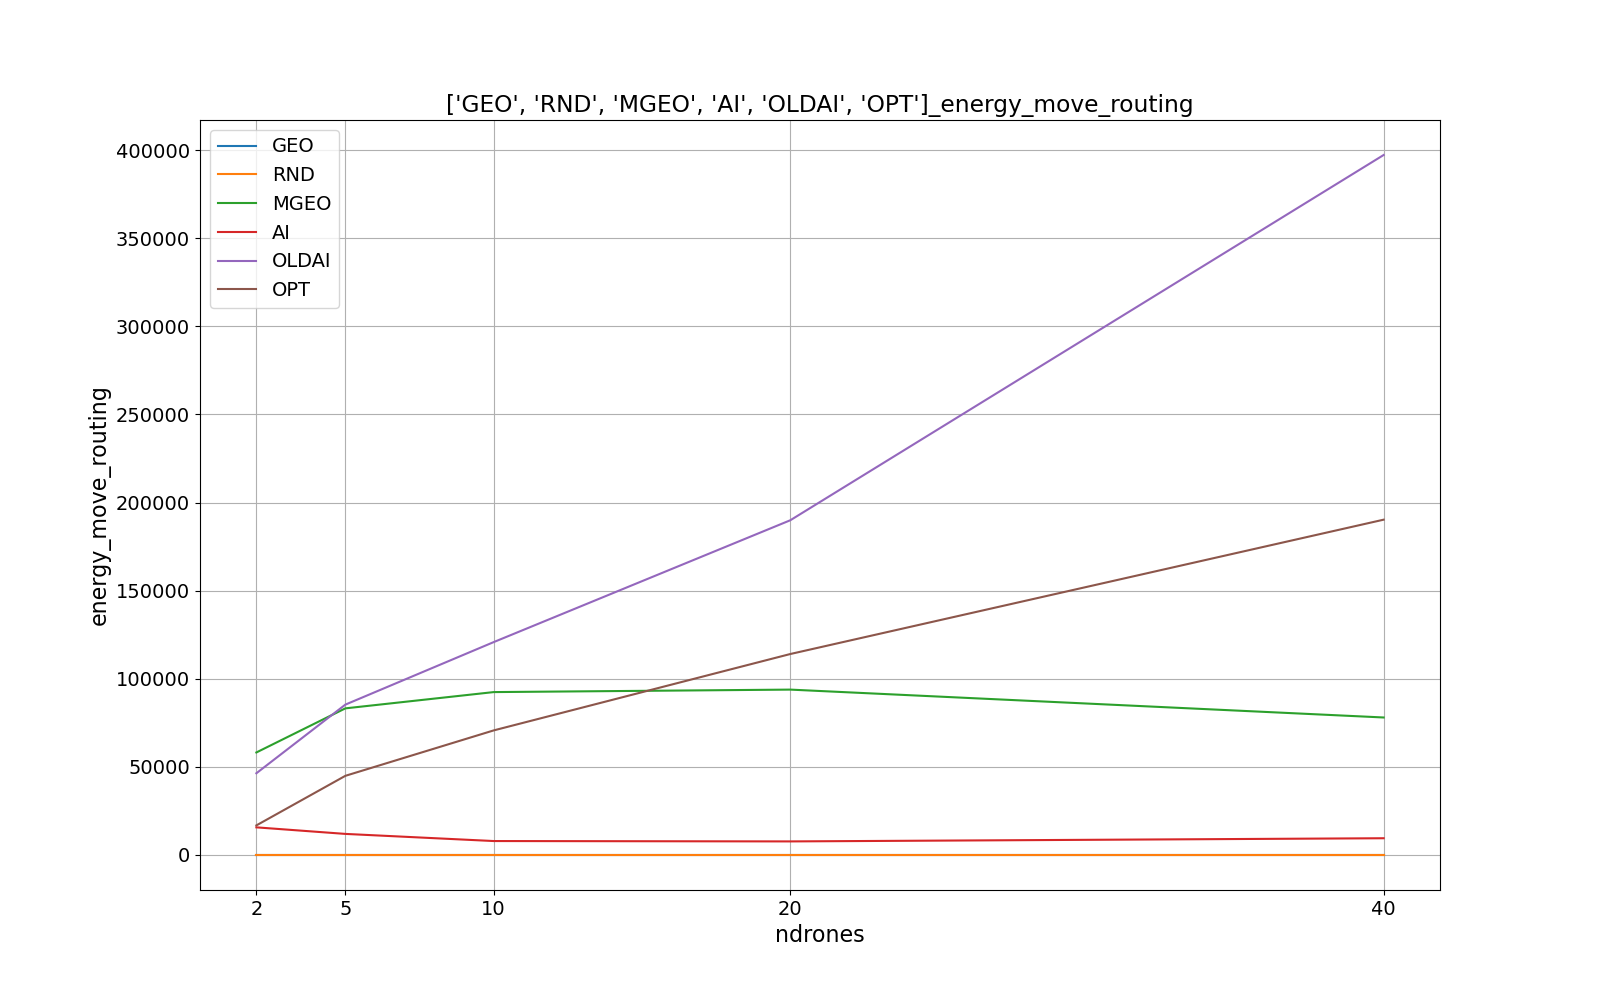 ['GEO', 'RND', 'MGEO', 'AI', 'OLDAI', 'OPT']_energy_move_routing
GEO
RND
MGEO
AI
OLDAI
OPT
energy_move_routing
400000
350000
300000
250000
200000
150000
100000
50000
0
2 5 10 20 40
ndrones